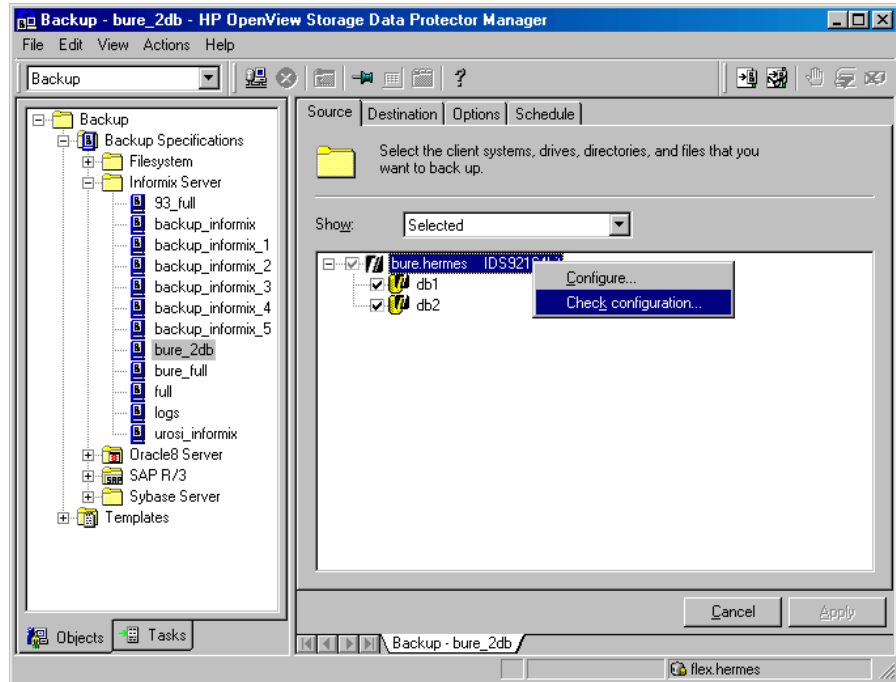 Backup - bure_2db - HP OpenView Storage Data Protector Manager
File Edit View Actions Help
Backup
Source Destination Options Schedule
Select the client systems, drives, directories, and files that you
want to back up.
Show: Selected
Backup
Backup Specifications
Filesystem
Informix Server
93_full
backup_informix
backup_informix_1
backup_informix_2
backup_informix_3
backup_informix_4
backup_informix_5
bure_2db
bure_full
full
logs
urosi_informix
Oracle8 Server
SAP R/3
Sybase Server
Templates
bure.hermes
db1
db2
Configure...
Check configuration...
Cancel Apply
Objects Tasks
Backup - bure_2db
flex.hermes